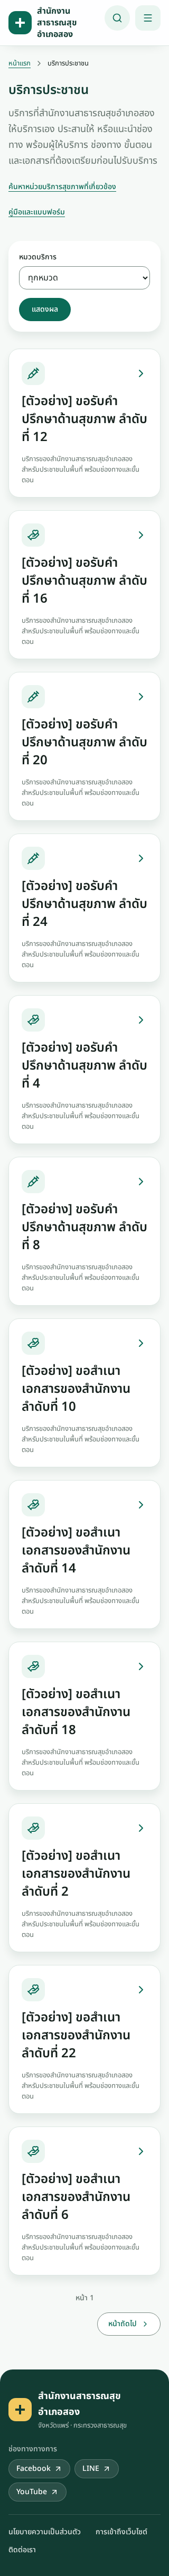 สำนักงาน
สาธารณสุข
อำเภอสอง
หน้าแรก
บริการประชาชน
บริการประชาชน
บริการที่สำนักงานสาธารณสุขอำเภอสอง
ให้บริการเอง ประสานให้ หรือแนะนำช่อง
ทาง พร้อมผู้ให้บริการ ช่องทาง ขั้นตอน
และเอกสารที่ต้องเตรียมก่อนไปรับบริการ
ค้นหาหน่วยบริการสุขภาพที่เกี่ยวข้อง
คู่มือและแบบฟอร์ม
หมวดบริการ
ทุกหมวด
แสดงผล
[ตัวอย่าง] ขอรับคำ
ปรึกษาด้านสุขภาพ ลำดับ
ที่ 12
บริการของสำนักงานสาธารณสุขอำเภอสอง
สำหรับประชาชนในพื้นที่ พร้อมช่องทางและขั้น
ตอน
[ตัวอย่าง] ขอรับคำ
ปรึกษาด้านสุขภาพ ลำดับ
ที่ 16
บริการของสำนักงานสาธารณสุขอำเภอสอง
สำหรับประชาชนในพื้นที่ พร้อมช่องทางและขั้น
ตอน
[ตัวอย่าง] ขอรับคำ
ปรึกษาด้านสุขภาพ ลำดับ
ที่ 20
บริการของสำนักงานสาธารณสุขอำเภอสอง
สำหรับประชาชนในพื้นที่ พร้อมช่องทางและขั้น
ตอน
[ตัวอย่าง] ขอรับคำ
ปรึกษาด้านสุขภาพ ลำดับ
ที่ 24
บริการของสำนักงานสาธารณสุขอำเภอสอง
สำหรับประชาชนในพื้นที่ พร้อมช่องทางและขั้น
ตอน
[ตัวอย่าง] ขอรับคำ
ปรึกษาด้านสุขภาพ ลำดับ
ที่ 4
บริการของสำนักงานสาธารณสุขอำเภอสอง
สำหรับประชาชนในพื้นที่ พร้อมช่องทางและขั้น
ตอน
[ตัวอย่าง] ขอรับคำ
ปรึกษาด้านสุขภาพ ลำดับ
ที่ 8
บริการของสำนักงานสาธารณสุขอำเภอสอง
สำหรับประชาชนในพื้นที่ พร้อมช่องทางและขั้น
ตอน
[ตัวอย่าง] ขอสำเนา
เอกสารของสำนักงาน
ลำดับที่ 10
บริการของสำนักงานสาธารณสุขอำเภอสอง
สำหรับประชาชนในพื้นที่ พร้อมช่องทางและขั้น
ตอน
[ตัวอย่าง] ขอสำเนา
เอกสารของสำนักงาน
ลำดับที่ 14
บริการของสำนักงานสาธารณสุขอำเภอสอง
สำหรับประชาชนในพื้นที่ พร้อมช่องทางและขั้น
ตอน
[ตัวอย่าง] ขอสำเนา
เอกสารของสำนักงาน
ลำดับที่ 18
บริการของสำนักงานสาธารณสุขอำเภอสอง
สำหรับประชาชนในพื้นที่ พร้อมช่องทางและขั้น
ตอน
[ตัวอย่าง] ขอสำเนา
เอกสารของสำนักงาน
ลำดับที่ 2
บริการของสำนักงานสาธารณสุขอำเภอสอง
สำหรับประชาชนในพื้นที่ พร้อมช่องทางและขั้น
ตอน
[ตัวอย่าง] ขอสำเนา
เอกสารของสำนักงาน
ลำดับที่ 22
บริการของสำนักงานสาธารณสุขอำเภอสอง
สำหรับประชาชนในพื้นที่ พร้อมช่องทางและขั้น
ตอน
[ตัวอย่าง] ขอสำเนา
เอกสารของสำนักงาน
ลำดับที่ 6
บริการของสำนักงานสาธารณสุขอำเภอสอง
สำหรับประชาชนในพื้นที่ พร้อมช่องทางและขั้น
ตอน
หน้า 1
หน้าถัดไป
สำนักงานสาธารณสุข
อำเภอสอง
จังหวัดแพร่ · กระทรวงสาธารณสุข
ช่องทางทางการ
Facebook
LINE
YouTube
นโยบายความเป็นส่วนตัว
การเข้าถึงเว็บไซต์
ติดต่อเรา